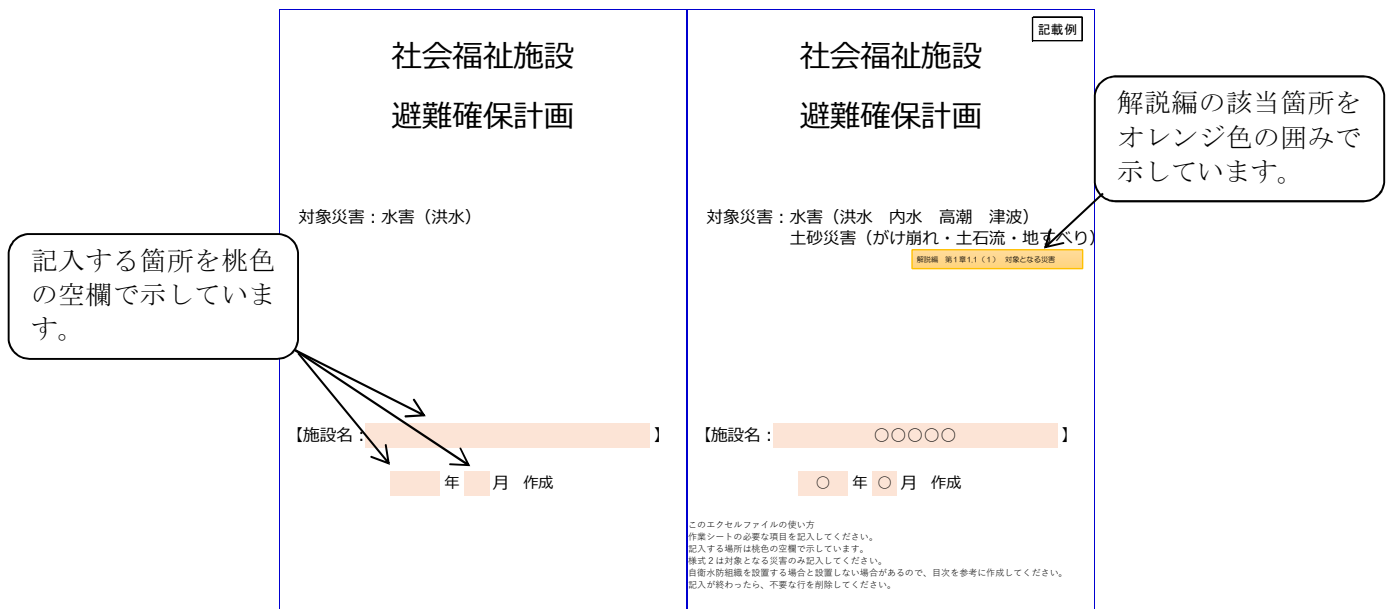 社会福祉施設
避難確保計画
対象災害：水害（洪水）
記入する箇所を桃色
の空欄で示していま
す。
【施設名： 】
年 月 作成
記載例
社会福祉施設
避難確保計画
解説編の該当箇所を
オレンジ色の囲みで
示しています。
対象災害：水害（洪水 内水 高潮 津波）
土砂災害（がけ崩れ・土石流・地すべり）
解説編 第1章1.1（1） 対象となる災害
【施設名： ○○○○○ 】
○ 年 ○ 月 作成
このエクセルファイルの使い方
作業シートの必要な項目を記入してください。
記入する場所は桃色の空欄で示しています。
様式２は対象となる災害のみ記入してください。
自衛水防組織を設置する場合と設置しない場合があるので、目次を参考に作成してください。
記入が終わったら、不要な行を削除してください。